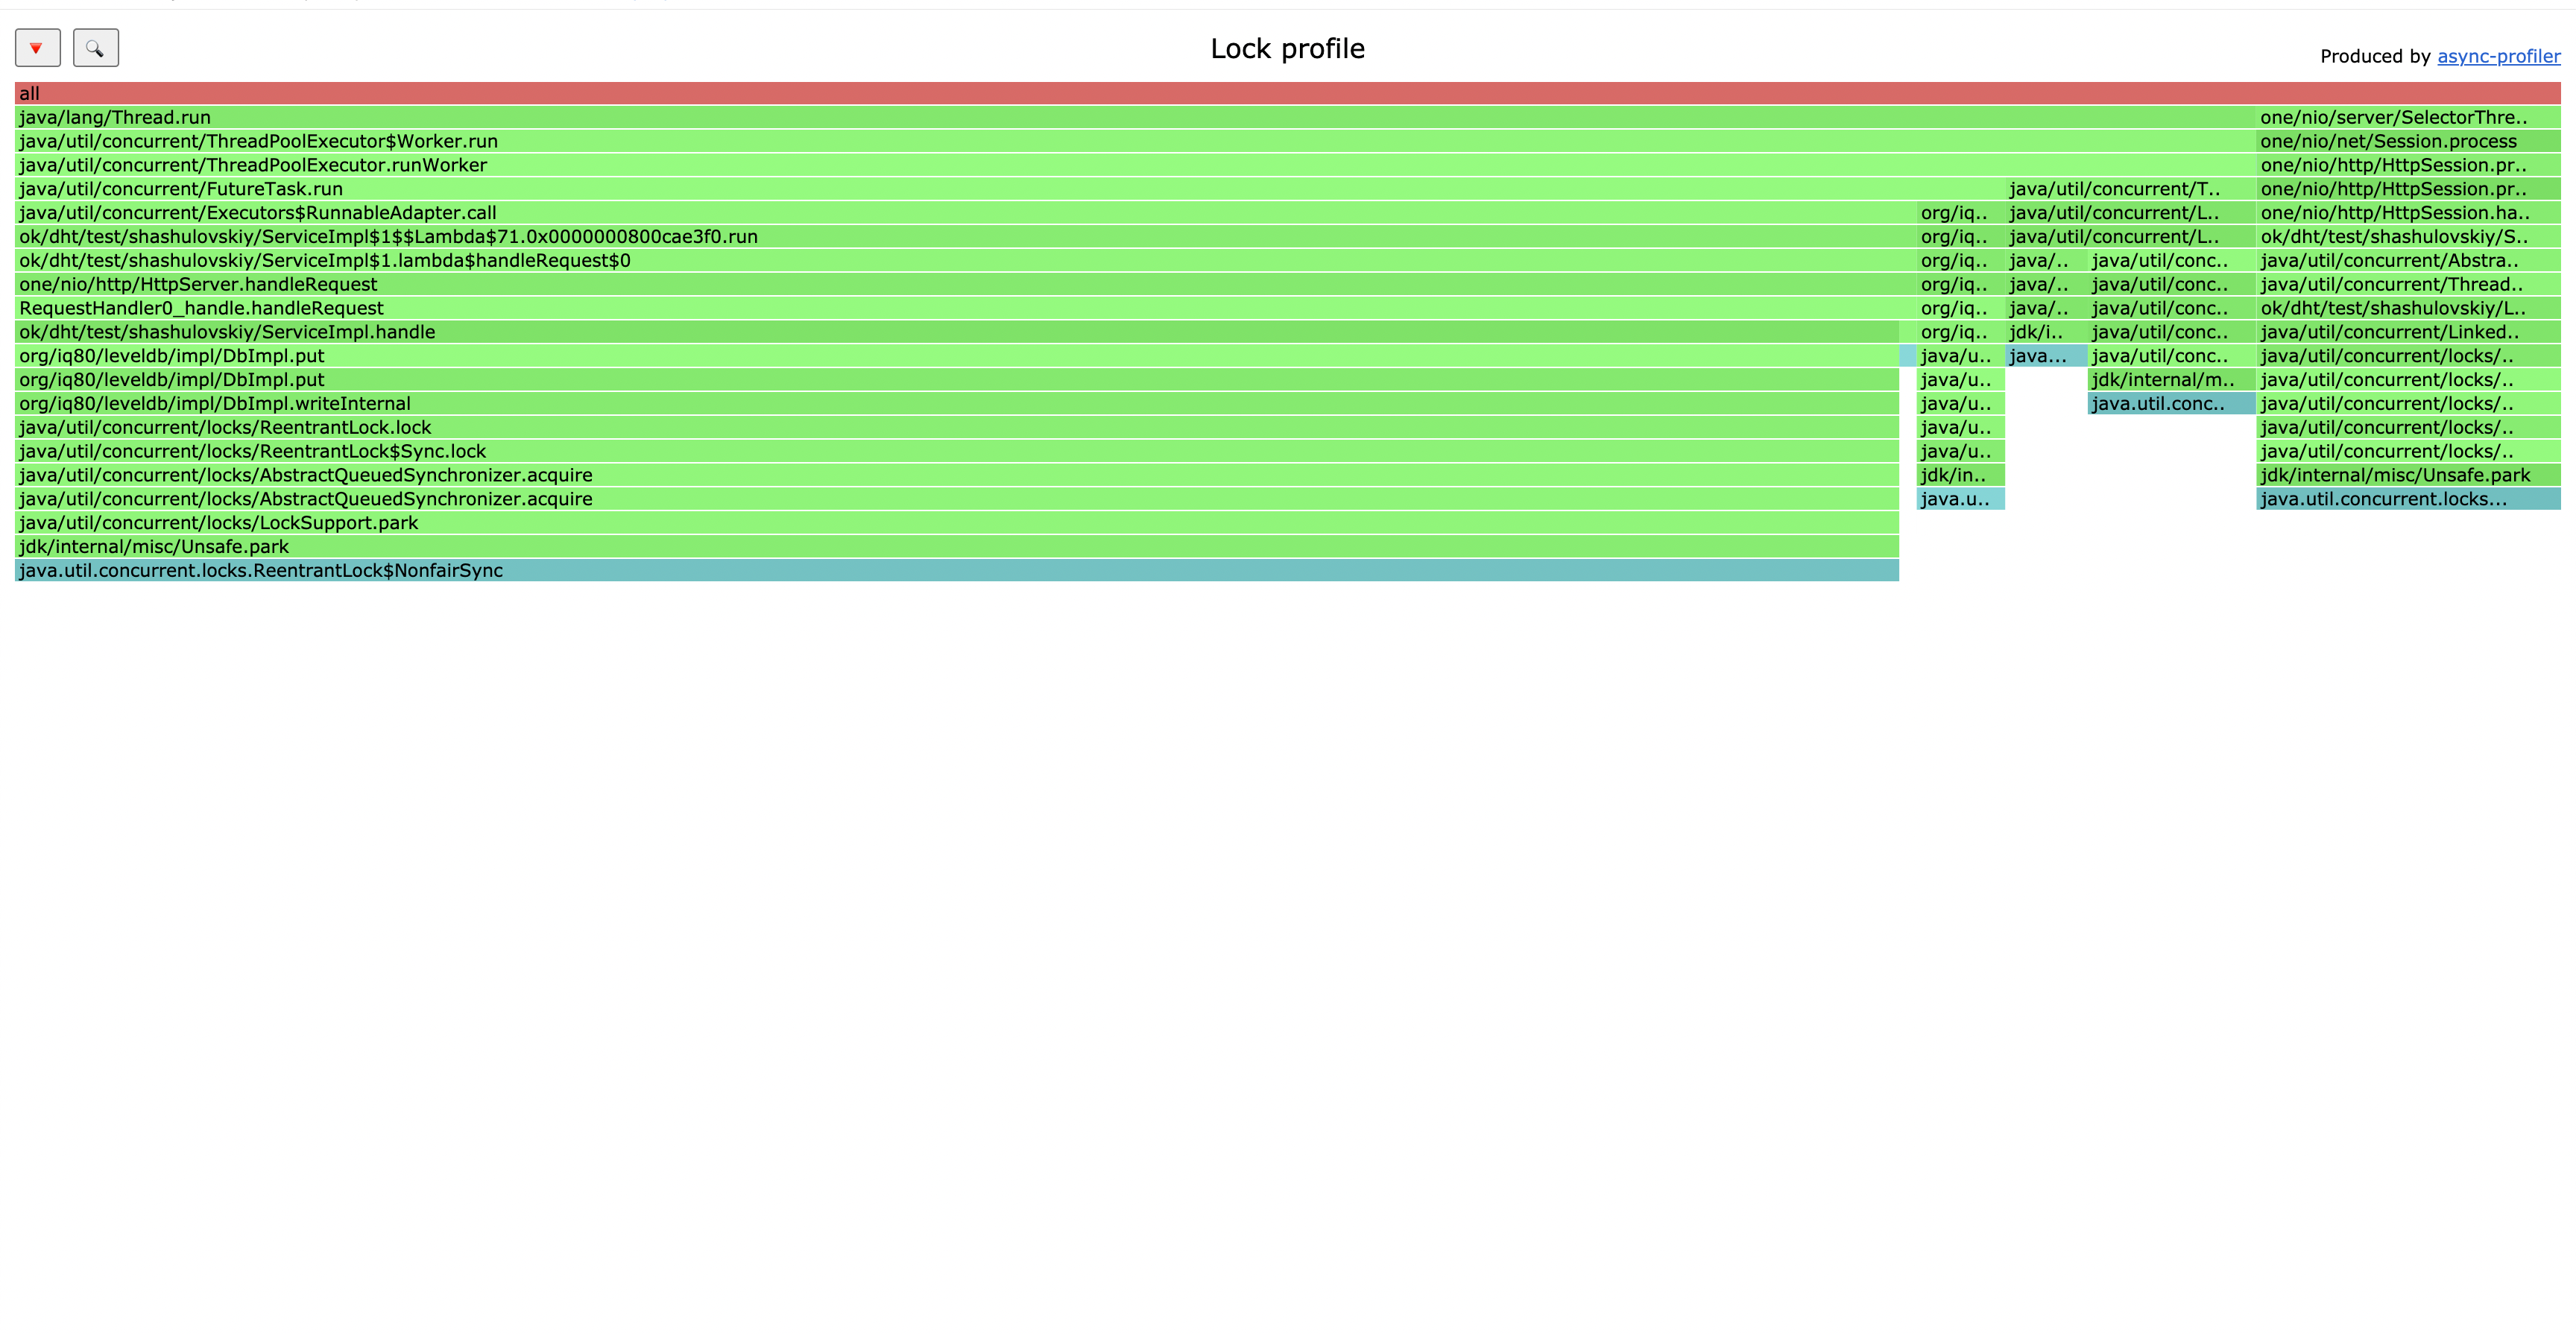 Lock profile
Produced by async-profiler
all
java/lang/Thread.run one/nio/server/SelectorThre..
java/util/concurrent/ThreadPoolExecutor$Worker.run one/nio/net/Session.process
java/util/concurrent/ThreadPoolExecutor.runWorker one/nio/http/HttpSession.pr..
java/util/concurrent/FutureTask.run java/util/concurrent/T.. one/nio/http/HttpSession.pr..
java/util/concurrent/Executors$RunnableAdapter.call org/iq.. java/util/concurrent/L.. one/nio/http/HttpSession.ha..
ok/dht/test/shashulovskiy/ServiceImpl$1$$Lambda$71.0x0000000800cae3f0.run org/iq.. java/util/concurrent/L.. ok/dht/test/shashulovskiy/S..
ok/dht/test/shashulovskiy/ServiceImpl$1.lambda$handleRequest$0 org/iq.. java/.. java/util/conc.. java/util/concurrent/Abstra..
one/nio/http/HttpServer.handleRequest org/iq.. java/.. java/util/conc.. java/util/concurrent/Thread..
RequestHandler0_handle.handleRequest org/iq.. java/.. java/util/conc.. ok/dht/test/shashulovskiy/L..
ok/dht/test/shashulovskiy/ServiceImpl.handle org/iq.. jdk/i.. java/util/conc.. java/util/concurrent/Linked..
org/iq80/leveldb/impl/DbImpl.put java/u.. java... java/util/conc.. java/util/concurrent/locks/..
org/iq80/leveldb/impl/DbImpl.put java/u.. jdk/internal/m.. java/util/concurrent/locks/..
org/iq80/leveldb/impl/DbImpl.writeInternal java/u.. java.util.conc.. java/util/concurrent/locks/..
java/util/concurrent/locks/ReentrantLock.lock java/u.. java/util/concurrent/locks/..
java/util/concurrent/locks/ReentrantLock$Sync.lock java/u.. java/util/concurrent/locks/..
java/util/concurrent/locks/AbstractQueuedSynchronizer.acquire jdk/in.. jdk/internal/misc/Unsafe.park
java/util/concurrent/locks/AbstractQueuedSynchronizer.acquire java.u.. java.util.concurrent.locks...
java/util/concurrent/locks/LockSupport.park
jdk/internal/misc/Unsafe.park
java.util.concurrent.locks.ReentrantLock$NonfairSync